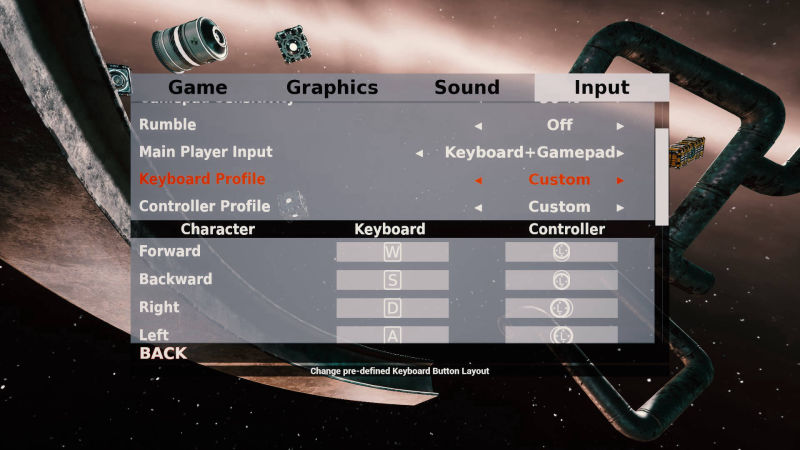 Game Graphics Sound Input
Rumble ◂ Off ▸
Main Player Input ◂ Keyboard+Gamepad ▸
Keyboard Profile ◂ Custom ▸
Controller Profile ◂ Custom ▸
Character Keyboard Controller
Forward W
Backward S
Right D
Left A
BACK
Change pre-defined Keyboard Button Layout